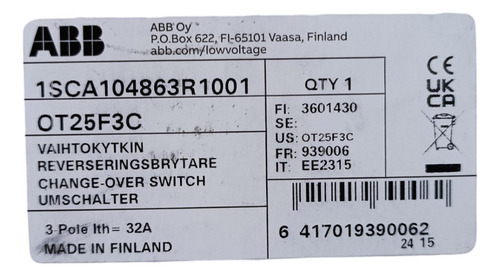 ABB
ABB Oy
P.O.Box 622, FI-65101 Vaasa, Finland
abb.com/lowvoltage
1SCA104863R1001
QTY 1
OT25F3C
VAIHTOKYTKIN
REVERSERINGSBRYTARE
CHANGE-OVER SWITCH
UMSCHALTER
3-Pole Ith= 32A
MADE IN FINLAND
FI: 3601430
SE:
US: OT25F3C
FR: 939006
IT: EE2315
CE
UK
CA
6 417019390062
24 15